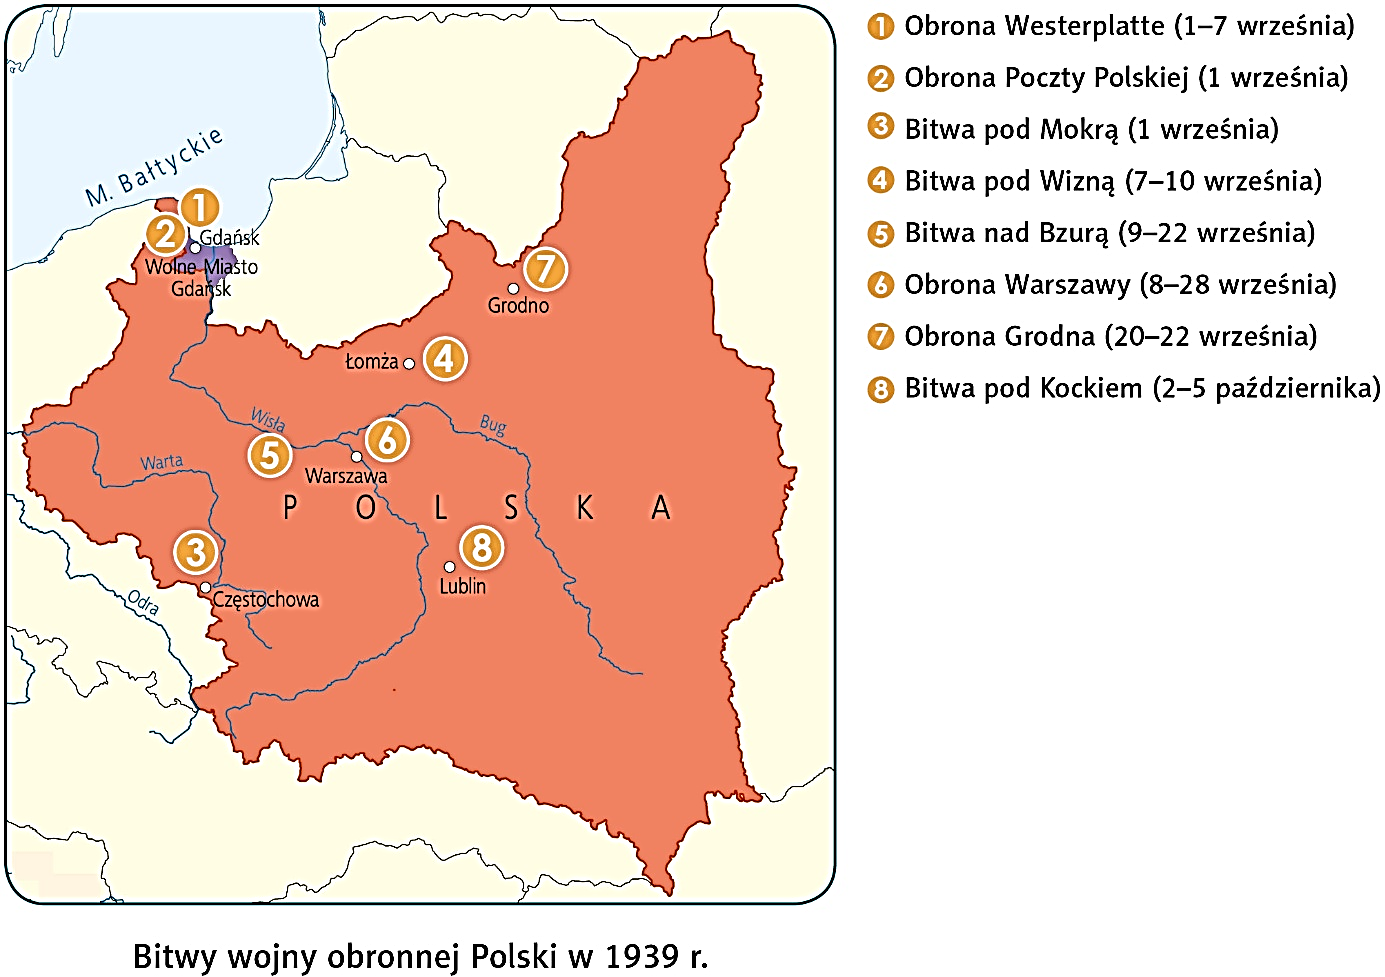 M. Bałtyckie
1
2
Gdańsk
Wolne Miasto
Gdańsk
7
Grodno
Łomża
4
Wisła
5
6
Bug
Warszawa
Warta
P O L S K A
3
8
Lublin
Odra
Częstochowa
1 Obrona Westerplatte (1–7 września)
2 Obrona Poczty Polskiej (1 września)
3 Bitwa pod Mokrą (1 września)
4 Bitwa pod Wizną (7–10 września)
5 Bitwa nad Bzurą (9–22 września)
6 Obrona Warszawy (8–28 września)
7 Obrona Grodna (20–22 września)
8 Bitwa pod Kockiem (2–5 października)
Bitwy wojny obronnej Polski w 1939 r.